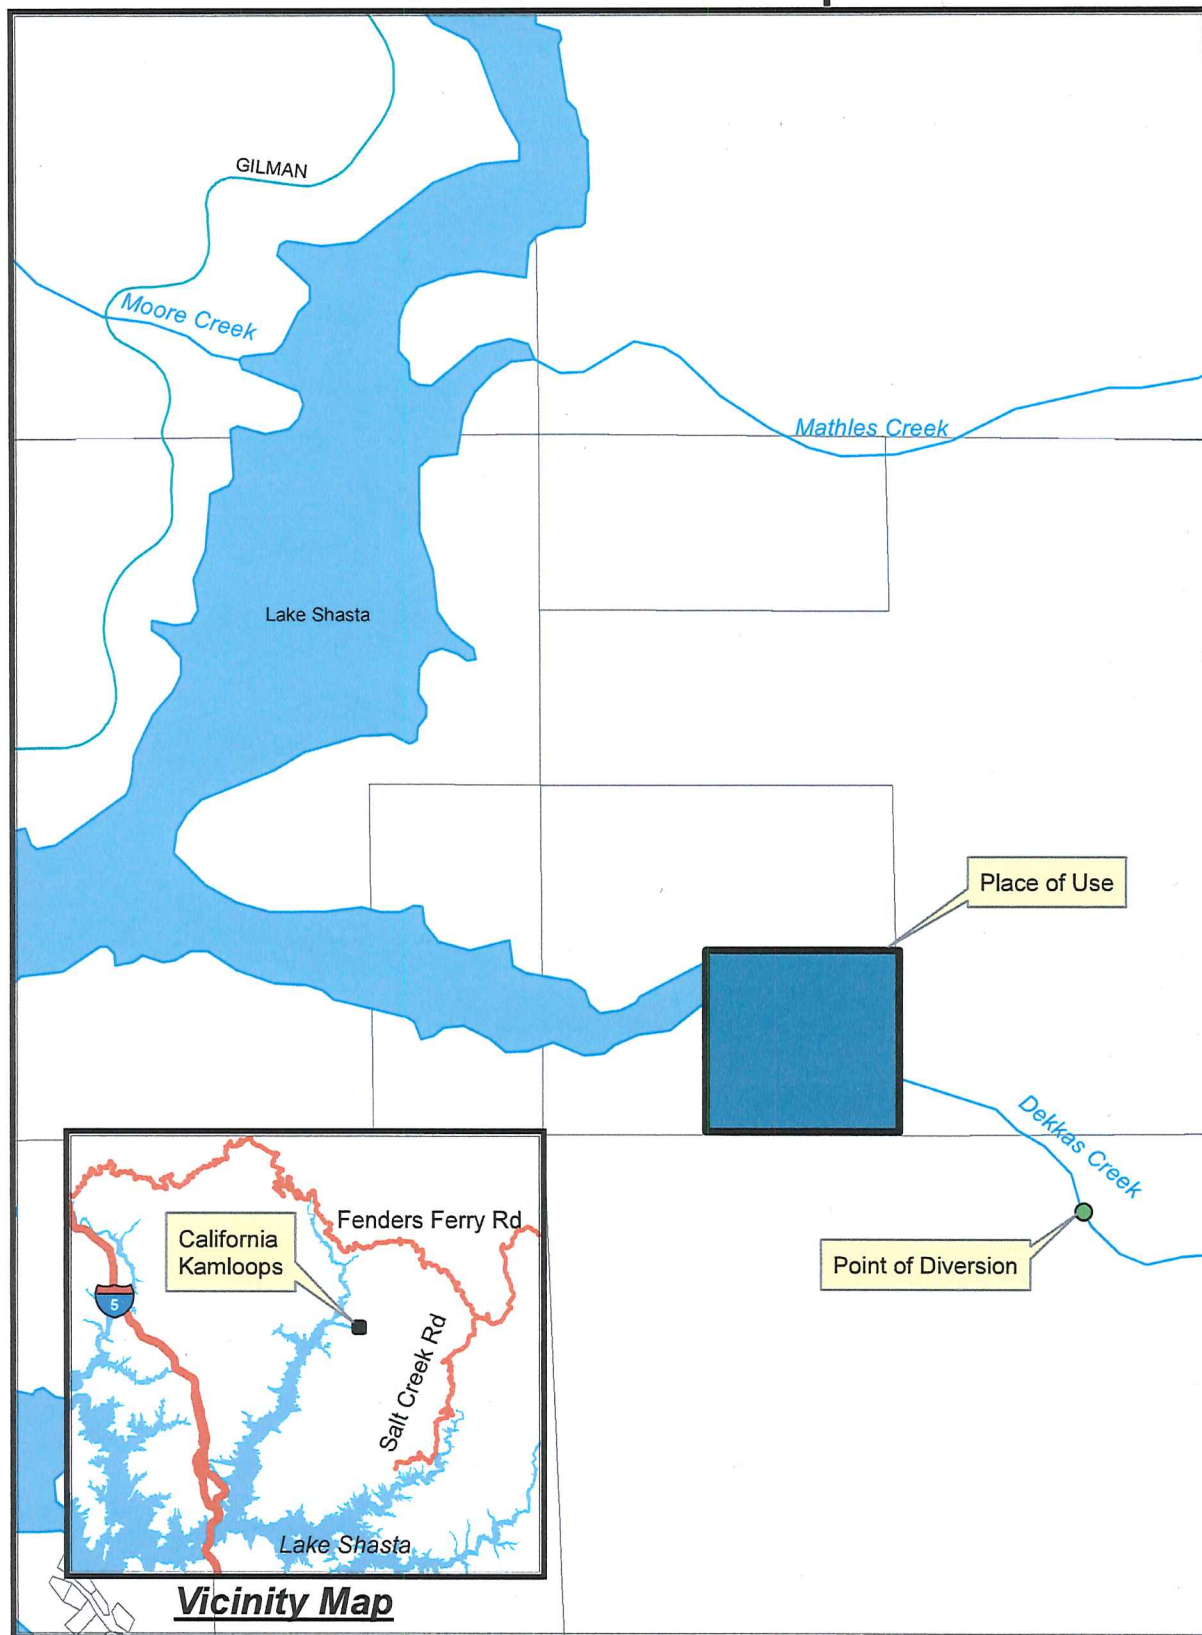 GILMAN
Moore Creek
Mathles Creek
Lake Shasta
Place of Use
Dekkas Creek
Point of Diversion
Fenders Ferry Rd
California
Kamloops
5
Salt Creek Rd
Lake Shasta
Vicinity Map